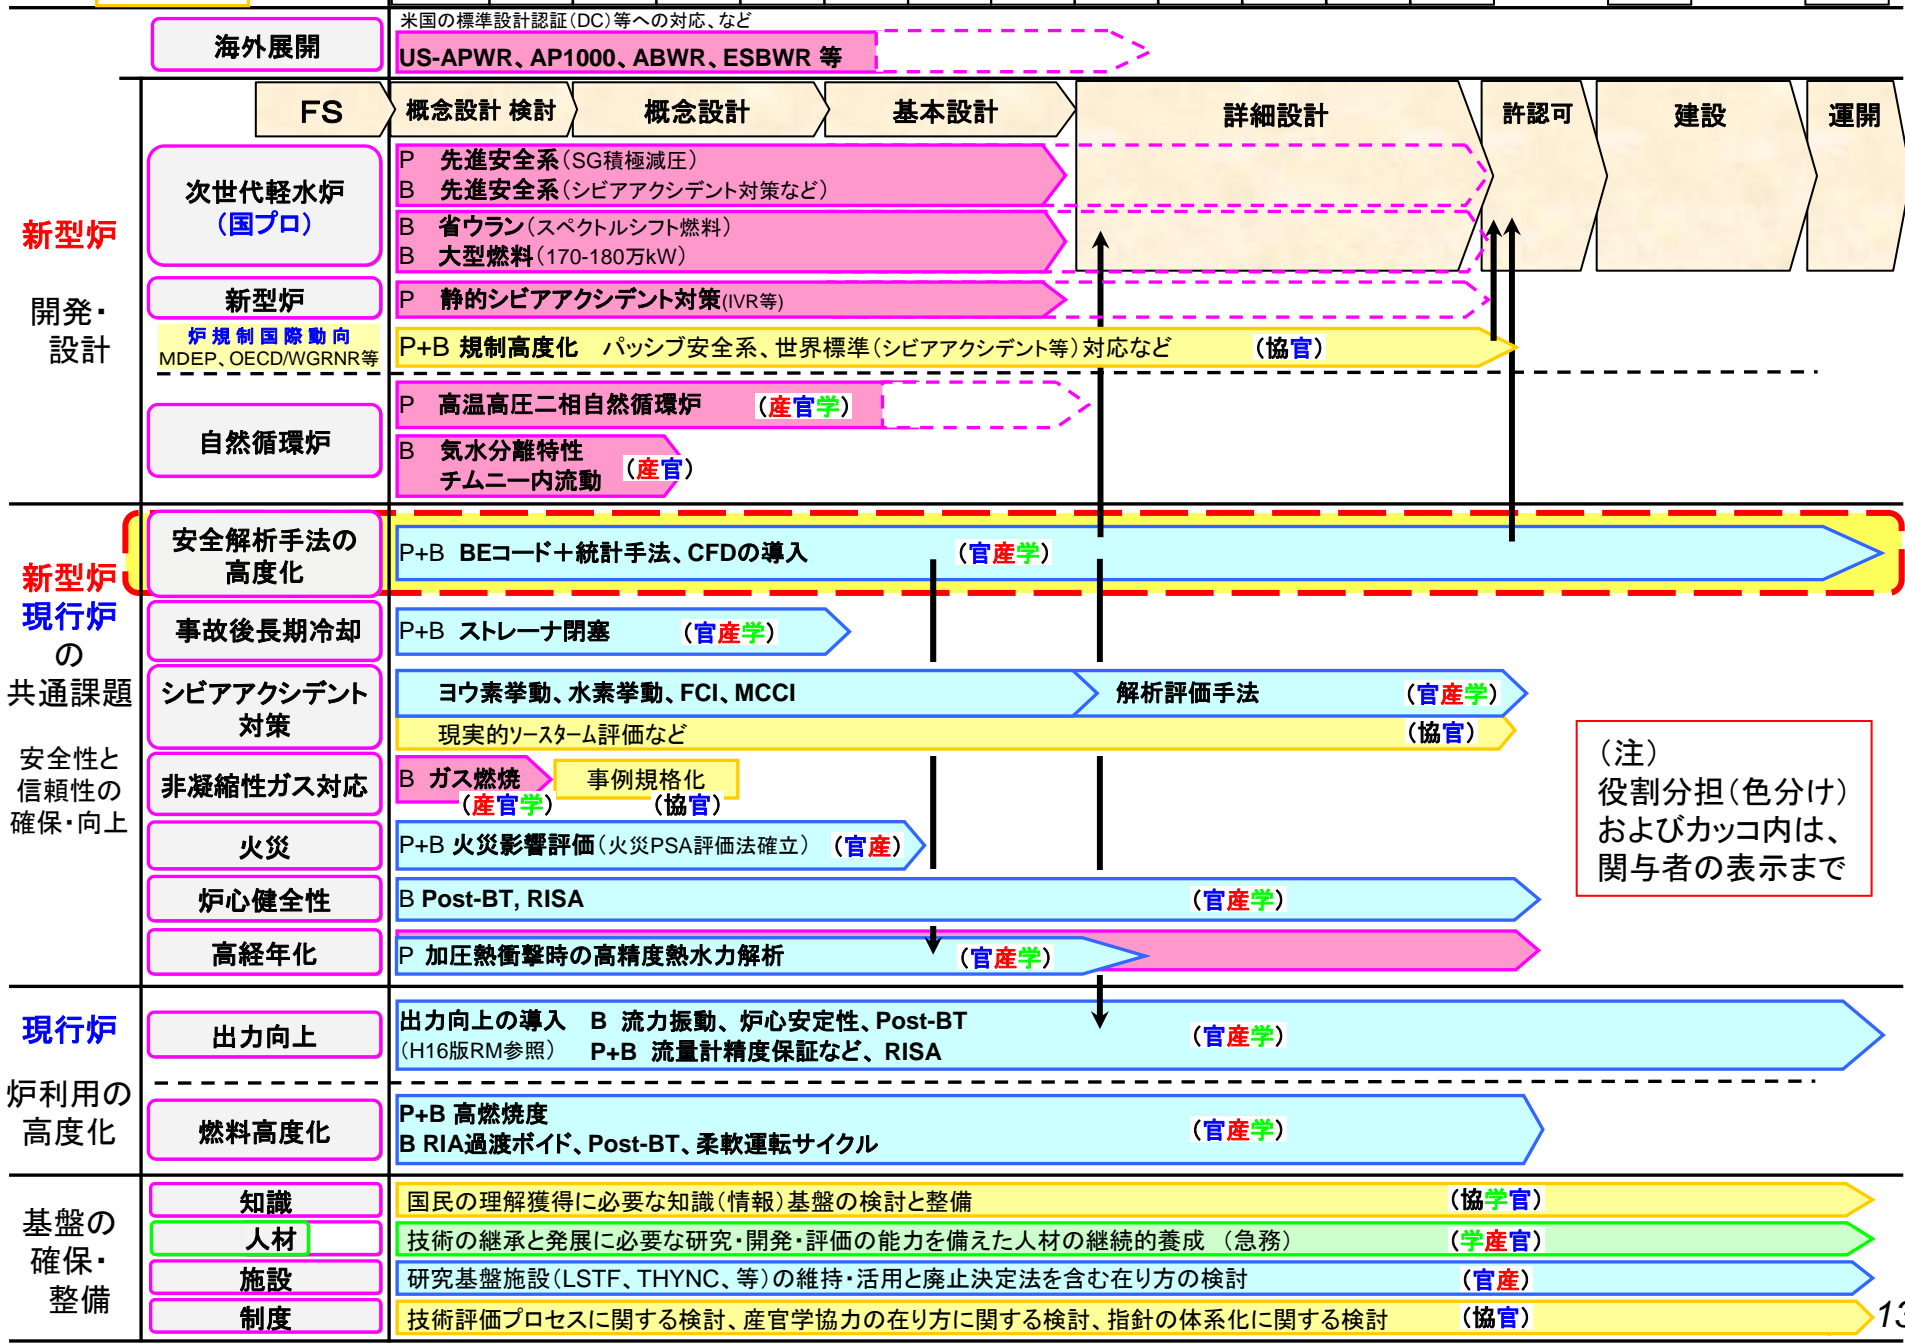 米国の標準設計認証(DC)等への対応、など
海外展開
US-APWR、AP1000、ABWR、ESBWR 等
FS
概念設計 検討
概念設計
基本設計
詳細設計
許認可
建設
運開
新型炉
開発・
設計
次世代軽水炉
(国プロ)
P 先進安全系(SG積極減圧)
B 先進安全系(シビアアクシデント対策など)
B 省ウラン(スペクトルシフト燃料)
B 大型燃料(170-180万kW)
新型炉
P 静的シビアアクシデント対策(IVR等)
炉規制国際動向
MDEP、OECD/WGRNR等
P+B 規制高度化 パッシブ安全系、世界標準(シビアアクシデント等)対応など (協官)
自然循環炉
P 高温高圧二相自然循環炉 (産官学)
B 気水分離特性
チムニー内流動 (産官)
新型炉
現行炉
の
共通課題
安全性と
信頼性の
確保・向上
安全解析手法の
高度化
P+B BEコード+統計手法、CFDの導入 (官産学)
事故後長期冷却
P+B ストレーナ閉塞 (官産学)
シビアアクシデント
対策
ヨウ素挙動、水素挙動、FCI、MCCI
解析評価手法 (官産学)
現実的ソースターム評価など (協官)
非凝縮性ガス対応
B ガス燃焼
(産官学)
事例規格化
(協官)
火災
P+B 火災影響評価(火災PSA評価法確立) (官産)
炉心健全性
B Post-BT, RISA (官産学)
高経年化
P 加圧熱衝撃時の高精度熱水力解析 (官産学)
(注)
役割分担(色分け)
およびカッコ内は、
関与者の表示まで
現行炉
炉利用の
高度化
出力向上
出力向上の導入 B 流力振動、炉心安定性、Post-BT
(H16版RM参照) P+B 流量計精度保証など、RISA
(官産学)
燃料高度化
P+B 高燃焼度
B RIA過渡ボイド、Post-BT、柔軟運転サイクル
(官産学)
基盤の
確保・
整備
知識
国民の理解獲得に必要な知識(情報)基盤の検討と整備 (協学官)
人材
技術の継承と発展に必要な研究・開発・評価の能力を備えた人材の継続的養成 (急務) (学産官)
施設
研究基盤施設(LSTF、THYNC、等)の維持・活用と廃止決定法を含む在り方の検討 (官産)
制度
技術評価プロセスに関する検討、産官学協力の在り方に関する検討、指針の体系化に関する検討 (協官)
13